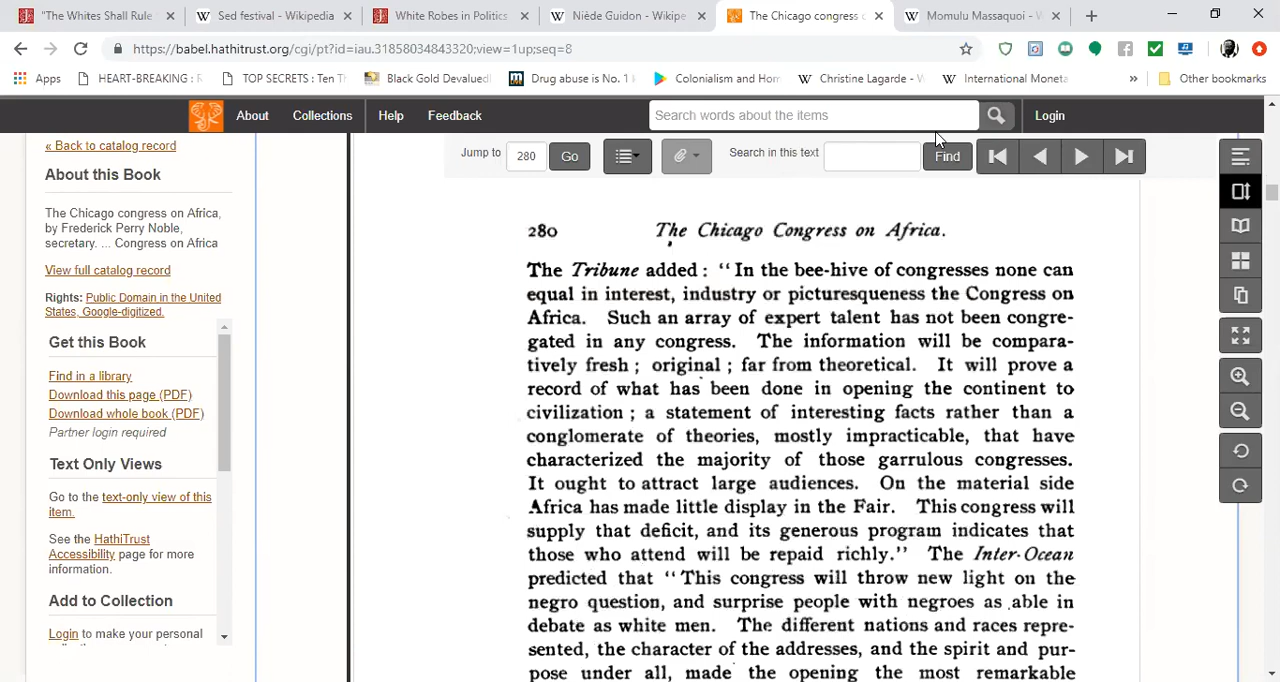 "The Whites Shall Rule
Sed festival - Wikipedia
White Robes in Politics
Niède Guidon - Wikipe
The Chicago congress
Momulu Massaquoi - W
https://babel.hathitrust.org/cgi/pt?id=iau.31858034843320;view=1up;seq=8
Apps
HEART-BREAKING : R
TOP SECRETS : Ten Th
Black Gold Devalued
Drug abuse is No. 1
Colonialism and Hom
Christine Lagarde - W
International Moneta
»
Other bookmarks
About
Collections
Help
Feedback
Search words about the items
Login
« Back to catalog record
About this Book
The Chicago congress on Africa,
by Frederick Perry Noble,
secretary. ... Congress on
Africa
View full catalog record
Rights: Public Domain in the United
States, Google-digitized.
Get this Book
Find in a library
Download this page (PDF)
Download whole book (PDF)
Partner login required
Text Only Views
Go to the text-only view of this
item.
See the HathiTrust
Accessibility page for more
information.
Add to Collection
Login to make your personal
Jump to
280
Go
Search in this text
Find
280 The Chicago Congress on Africa.
The Tribune added : " In the bee-hive of congresses none can
equal in interest, industry or picturesqueness the Congress on
Africa. Such an array of expert talent has not been congre-
gated in any congress. The information will be compara-
tively fresh ; original ; far from theoretical. It will prove a
record of what has been done in opening the continent to
civilization ; a statement of interesting facts rather than a
conglomerate of theories, mostly impracticable, that have
characterized the majority of those garrulous congresses.
It ought to attract large audiences. On the material side
Africa has made little display in the Fair. This congress will
supply that deficit, and its generous program indicates that
those who attend will be repaid richly." The Inter-Ocean
predicted that " This congress will throw new light on the
negro question, and surprise people with negroes as able in
debate as white men. The different nations and races repre-
sented, the character of the addresses, and the spirit and pur-
pose under all, made the opening the most remarkable